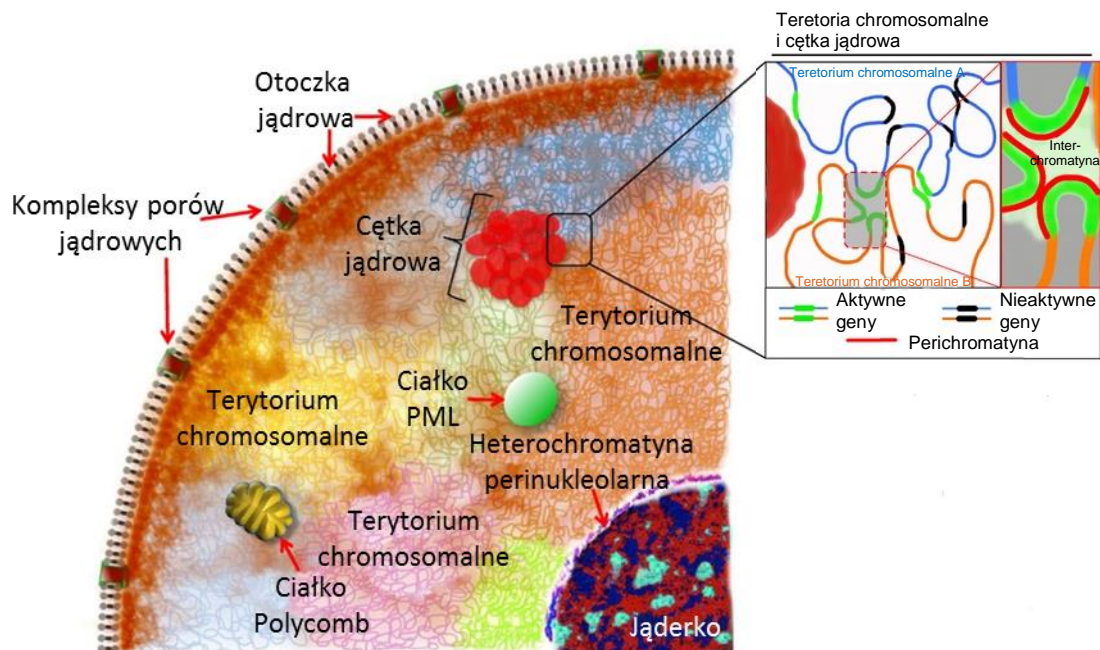 Teretoria chromosomalne
i cętka jądrowa
Teretorium chromosomalne A
Inter-
chromatyna
Teretorium chromosomalne B
Aktywne
geny
Nieaktywne
geny
Perichromatyna
Otoczka
jądrowa
Kompleksy porów
jądrowych
Cętka
jądrowa
Terytorium
chromosomalne
Ciałko
PML
Terytorium
chromosomalne
Heterochromatyna
perinukleolarna
Terytorium
chromosomalne
Ciałko
Polycomb
Jąderko